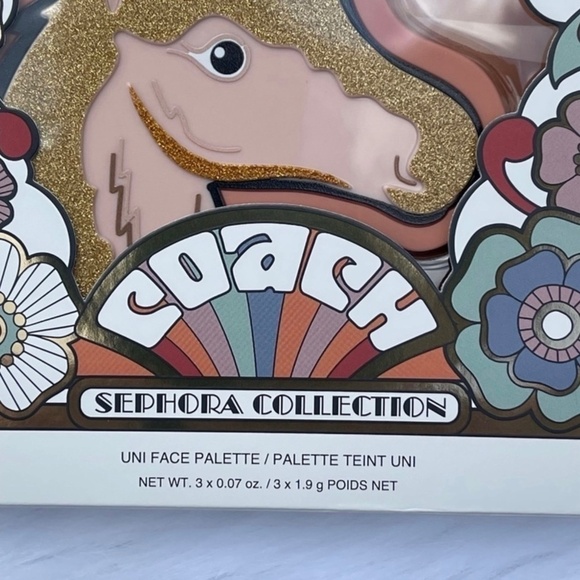 COACH
SEPHORA COLLECTION
UNI FACE PALETTE / PALETTE TEINT UNI
NET WT. 3 x 0.07 oz. / 3 x 1.9 g POIDS NET